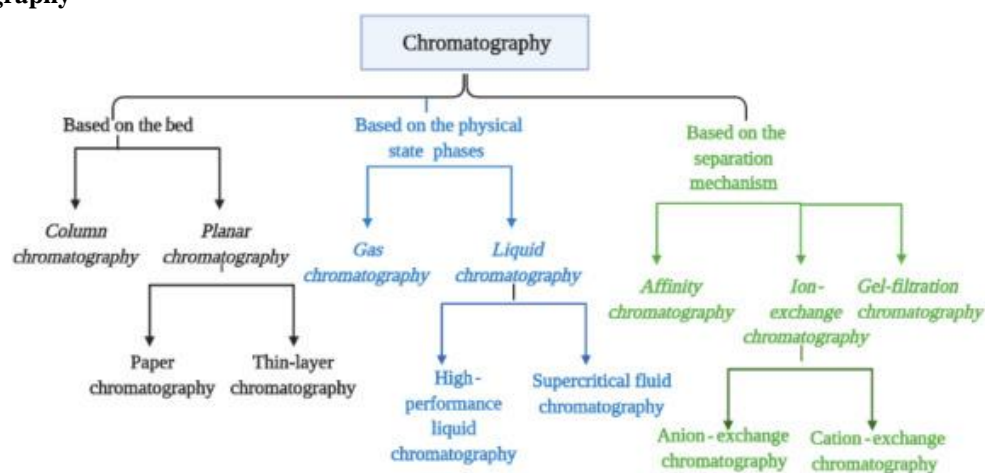 graphy
Chromatography
Based on the bed
Based on the physical
state phases
Based on the
separation
mechanism
Column
chromatography
Planar
chromatography
Gas
chromatography
Liquid
chromatography
Affinity
chromatography
Ion-
exchange
chromatography
Gel-filtration
chromatography
Paper
chromatography
Thin-layer
chromatography
High-
performance
liquid
chromatography
Supercritical fluid
chromatography
Anion-exchange
chromatography
Cation-exchange
chromatography